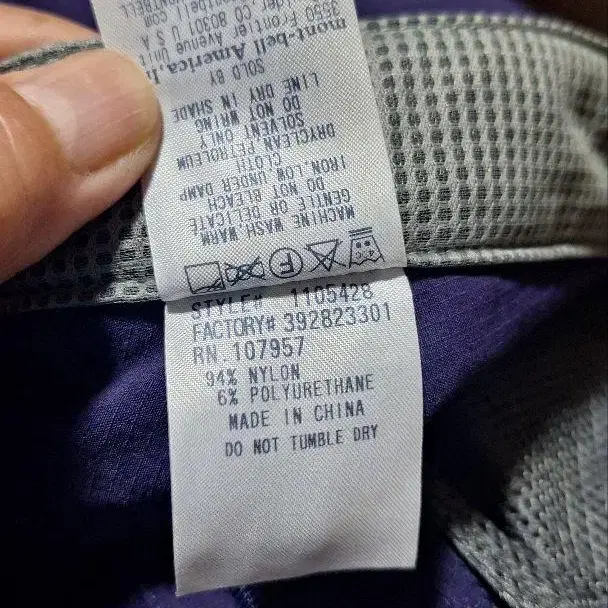 MACHINE WASH, WARM
GENTLE OR DELICATE
DO NOT BLEACH
IRON, LOW, UNDER DAMP
CLOTH
DRYCLEAN, PETROLEUM
SOLVENT ONLY
DO NOT WRING
LINE DRY IN SHADE
SOLD BY
mont-bell America,
3550 Frontier Avenue Unit
CO 80301 U S A
F
STYLE# 1105428
FACTORY# 392823301
RN.107957
94% NYLON
6% POLYURETHANE
MADE IN CHINA
DO NOT TUMBLE DRY